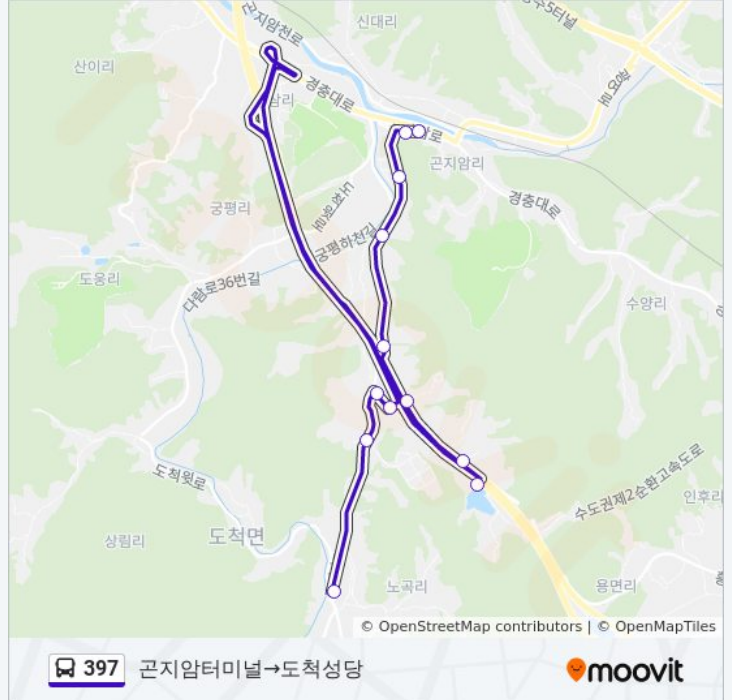 곤지암천로
신대리
산이리
경충대로
곤지암리
경충대로
궁평리
도척로
궁평하천길
도웅리
다람로36번길
수양리
도척윗로
수도권제2순환고속도로
인후리
도척면
상림리
노곡리
용면리
© OpenStreetMap contributors | © OpenMapTiles
397
곤지암터미널→도척성당
moovit